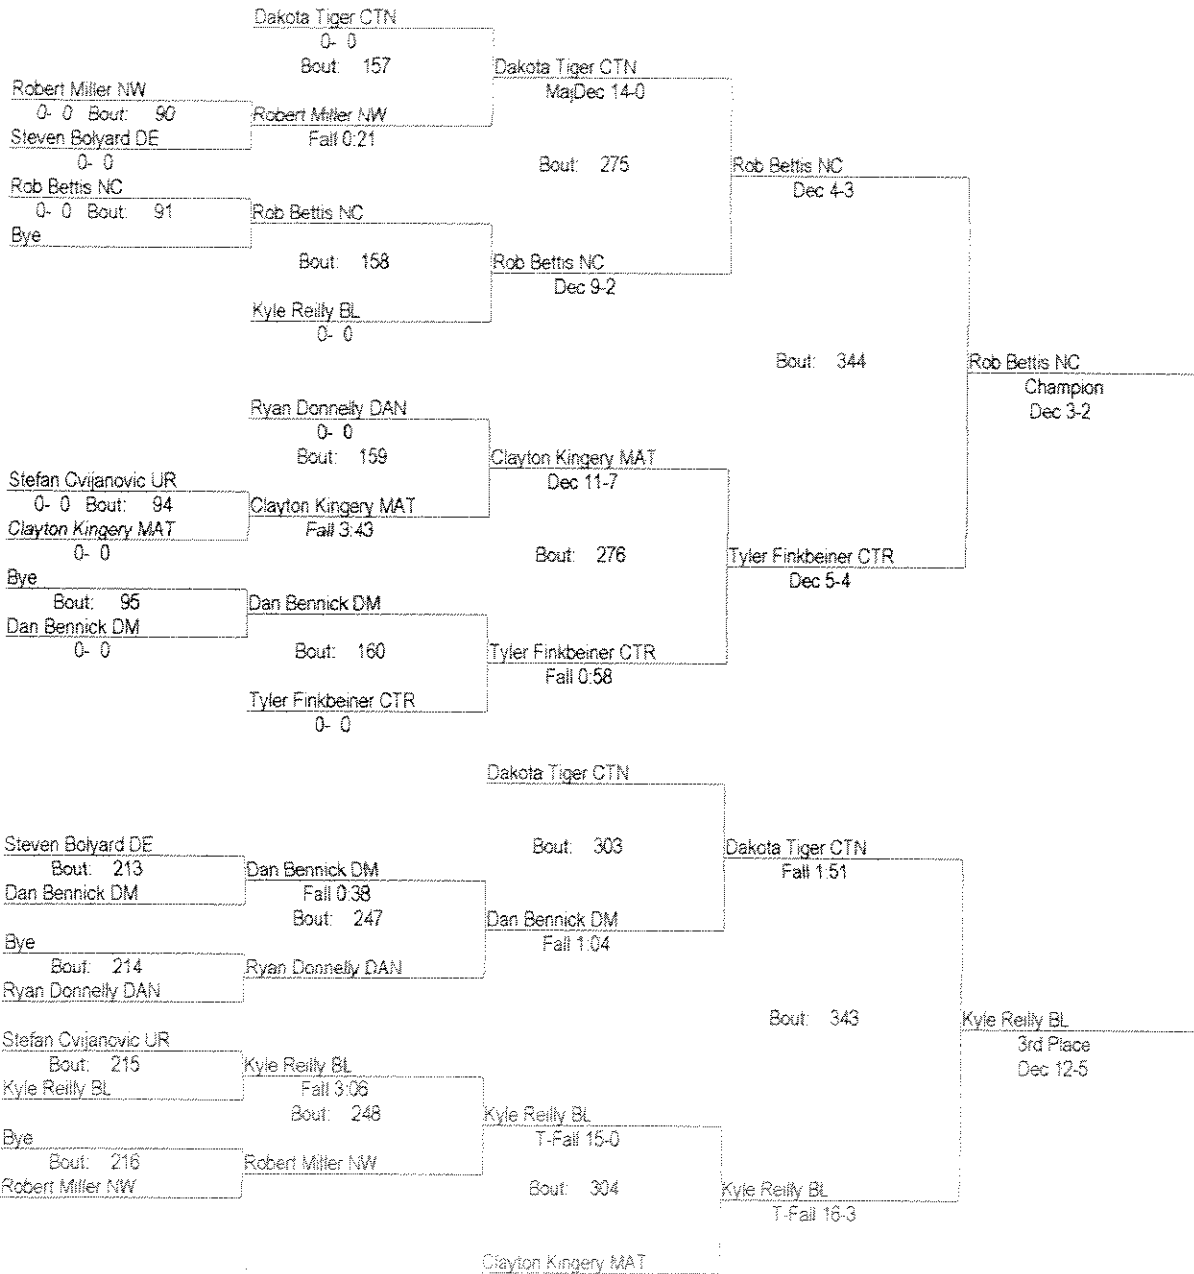 Dakota Tiger CTN
0- 0
Bout: 157
Dakota Tiger CTN
MajDec 14-0
Robert Miller NW
0- 0 Bout: 90
Robert Miller NW
Fall 0:21
Steven Bolyard DE
0- 0
Bout: 275
Rob Bettis NC
Dec 4-3
Rob Bettis NC
0- 0 Bout: 91
Rob Bettis NC
Bye
Bout: 158
Rob Bettis NC
Dec 9-2
Kyle Reilly BL
0- 0
Bout: 344
Rob Bettis NC
Champion
Dec 3-2
Ryan Donnelly DAN
0- 0
Bout: 159
Clayton Kingery MAT
Dec 11-7
Stefan Cvijanovic UR
0- 0 Bout: 94
Clayton Kingery MAT
Fall 3:43
Clayton Kingery MAT
0- 0
Bout: 276
Tyler Finkbeiner CTR
Dec 5-4
Bye
Bout: 95
Dan Bennick DM
Dan Bennick DM
0- 0
Bout: 160
Tyler Finkbeiner CTR
Fall 0:58
Tyler Finkbeiner CTR
0- 0
Dakota Tiger CTN
Bout: 303
Dakota Tiger CTN
Fall 1:51
Steven Bolyard DE
Bout: 213
Dan Bennick DM
Dan Bennick DM
Fall 0:38
Bout: 247
Dan Bennick DM
Fall 1:04
Bye
Bout: 214
Ryan Donnelly DAN
Ryan Donnelly DAN
Bout: 343
Kyle Reilly BL
3rd Place
Dec 12-5
Stefan Cvijanovic UR
Bout: 215
Kyle Reilly BL
Kyle Reilly BL
Fall 3:06
Bout: 248
Kyle Reilly BL
T-Fall 15-0
Bye
Bout: 216
Robert Miller NW
Robert Miller NW
Bout: 304
Kyle Reilly BL
T-Fall 16-3
Clayton Kingery MAT